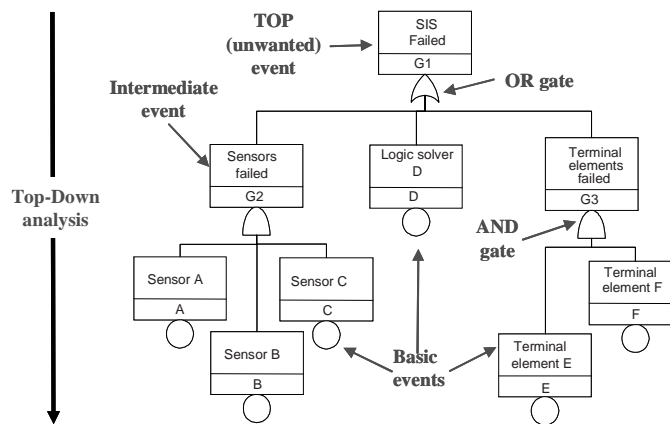 TOP
(unwanted)
event
SIS
Failed
G1
OR gate
Intermediate
event
Sensors
failed
G2
Logic solver
D
D
Terminal
elements
failed
G3
Top-Down
analysis
AND
gate
Sensor A
A
Sensor C
C
Terminal
element F
F
Sensor B
B
Basic
events
Terminal
element E
E